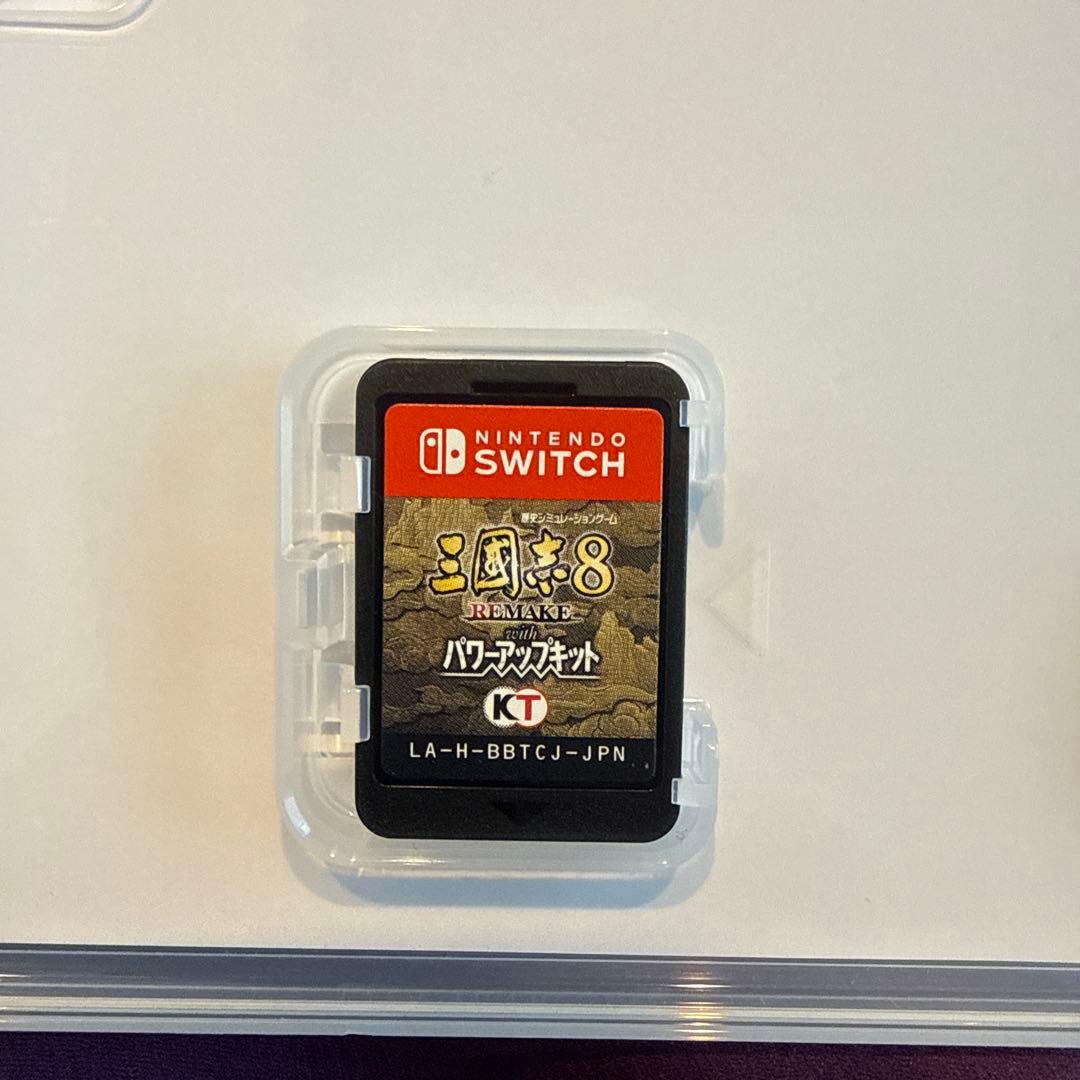 NINTENDO
SWITCH
歴史シミュレーションゲーム
三國志8
REMAKE
with
パワーアップキット
KT
LA-H-BBTCJ-JPN